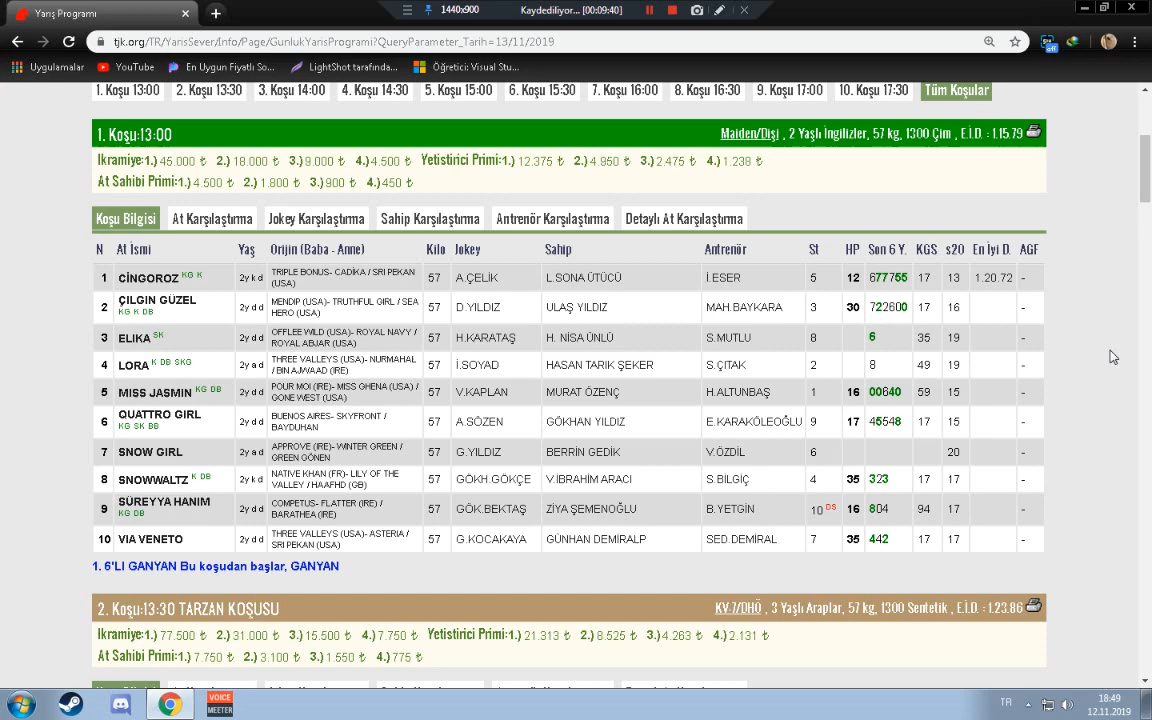 Yarış Programı
1440x900 Kaydediliyor... [00:09:40]
tjk.org/TR/YarisSever/Info/Page/GunlukYarisProgrami?QueryParameter_Tarih=13/11/2019
off
Uygulamalar YouTube En Uygun Fiyatlı So... LightShot tarafında... Öğretici: Visual Stu...
1. Koşu 13:00 2. Koşu 13:30 3. Koşu 14:00 4. Koşu 14:30 5. Koşu 15:00 6. Koşu 15:30 7. Koşu 16:00 8. Koşu 16:30 9. Koşu 17:00 10. Koşu 17:30 Tüm Koşular
1. Koşu:13:00 Maiden/Dişi , 2 Yaşlı İngilizler, 57 kg, 1300 Çim , E.İ.D. : 1.15.79
İkramiye:1.) 45.000 ₺ 2.) 18.000 ₺ 3.) 9.000 ₺ 4.) 4.500 ₺ Yetistirici Primi:1.) 12.375 ₺ 2.) 4.950 ₺ 3.) 2.475 ₺ 4.) 1.238 ₺
At Sahibi Primi:1.) 4.500 ₺ 2.) 1.800 ₺ 3.) 900 ₺ 4.) 450 ₺
Koşu Bilgisi At Karşılaştırma Jokey Karşılaştırma Sahip Karşılaştırma Antrenör Karşılaştırma Detaylı At Karşılaştırma
N At İsmi Yaş Orijin (Baba - Anne) Kilo Jokey Sahip Antrenör St HP Son 6 Y. KGS s20 En İyi D. AGF
1 CİNGOROZ KG K 2y k d TRIPLE BONUS- CADİKA / SRI PEKAN (USA) 57 A.ÇELİK L.SONA ÜTÜCÜ İ.ESER 5 12 677755 17 13 1.20.72 -
2 ÇILGIN GÜZEL KG K DB 2y d d MENDIP (USA)- TRUTHFUL GIRL / SEA HERO (USA) 57 D.YILDIZ ULAŞ YILDIZ MAH.BAYKARA 3 30 722600 17 16 -
3 ELIKA SK 2y d d OFFLEE WILD (USA)- ROYAL NAVY / ROYAL ABJAR (USA) 57 H.KARATAŞ H. NİSA ÜNLÜ S.MUTLU 8 6 35 19 -
4 LORA K DB SKG 2y a d THREE VALLEYS (USA)- NURMAHAL / BIN AJWAAD (IRE) 57 İ.SOYAD HASAN TARIK ŞEKER S.ÇITAK 2 8 49 19 -
5 MISS JASMIN KG DB 2y d d POUR MOI (IRE)- MISS GHENA (USA) / GONE WEST (USA) 57 V.KAPLAN MURAT ÖZENÇ H.ALTUNBAŞ 1 16 00640 59 15 -
6 QUATTRO GIRL KG SK BB 2y d d BUENOS AIRES- SKYFRONT / BAYDUHAN 57 A.SÖZEN GÖKHAN YILDIZ E.KARAKÖLEOĞLU 9 17 45548 17 15 -
7 SNOW GIRL 2y a d APPROVE (IRE)- WINTER GREEN / GREEN GÖNEN 57 G.YILDIZ BERRİN GEDİK V.ÖZDİL 6 20 -
8 SNOWWALTZ K DB 2y k d NATIVE KHAN (FR)- LILY OF THE VALLEY / HAAFHD (GB) 57 GÖKH.GÖKÇE V.İBRAHİM ARACI S.BİLGİÇ 4 35 323 17 17 -
9 SÜREYYA HANIM KG DB 2y d d COMPETUS- FLATTER (IRE) / BARATHEA (IRE) 57 GÖK.BEKTAŞ ZİYA ŞEMENOĞLU B.YETGİN 10 DS 16 804 94 17 -
10 VIA VENETO 2y d d THREE VALLEYS (USA)- ASTERIA / SRI PEKAN (USA) 57 G.KOCAKAYA GÜNHAN DEMİRALP SED.DEMİRAL 7 35 442 17 17 -
1. 6'LI GANYAN Bu koşudan başlar, GANYAN
2. Koşu:13:30 TARZAN KOŞUSU KV-7/DHÖ , 3 Yaşlı Araplar, 57 kg, 1300 Sentetik , E.İ.D. : 1.23.86
İkramiye:1.) 77.500 ₺ 2.) 31.000 ₺ 3.) 15.500 ₺ 4.) 7.750 ₺ Yetistirici Primi:1.) 21.313 ₺ 2.) 8.525 ₺ 3.) 4.263 ₺ 4.) 2.131 ₺
At Sahibi Primi:1.) 7.750 ₺ 2.) 3.100 ₺ 3.) 1.550 ₺ 4.) 775 ₺
VOICE MEETER
TR 18:49
12.11.2019